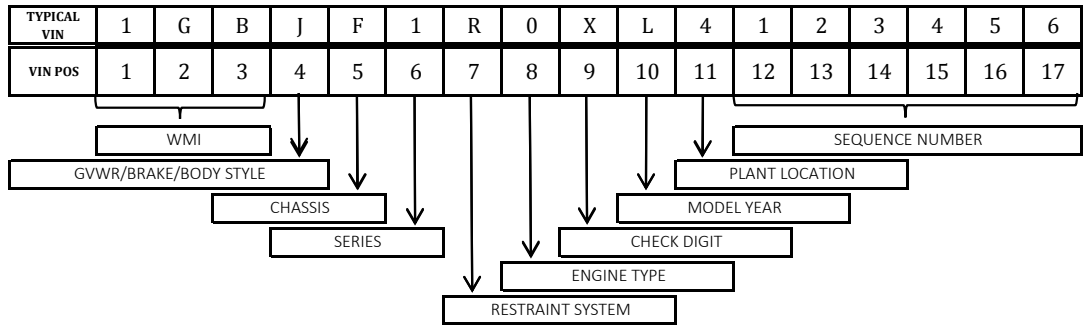 TYPICAL VIN 1 G B J F 1 R 0 X L 4 1 2 3 4 5 6
VIN POS 1 2 3 4 5 6 7 8 9 10 11 12 13 14 15 16 17
WMI SEQUENCE NUMBER
GVWR/BRAKE/BODY STYLE PLANT LOCATION
CHASSIS MODEL YEAR
SERIES CHECK DIGIT
ENGINE TYPE
RESTRAINT SYSTEM